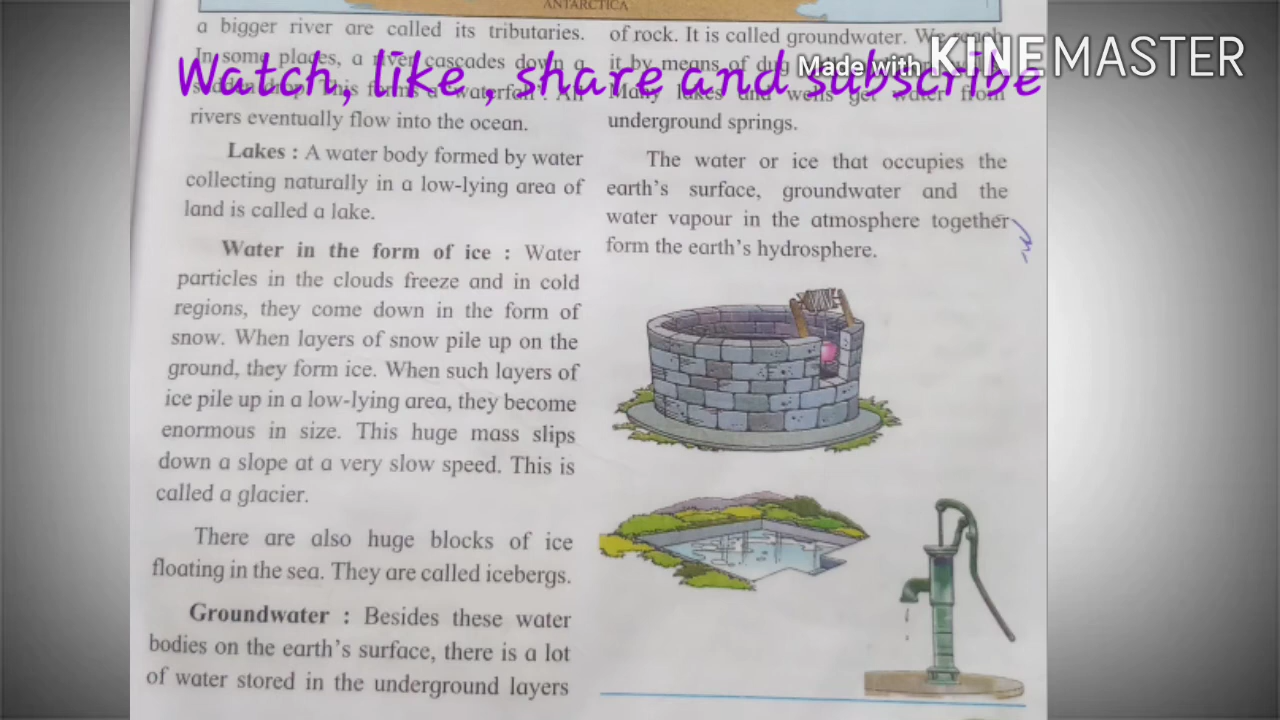 ANTARCTICA
a bigger river are called its tributaries.
In some places, a river cascades down a
rivers eventually flow into the ocean.
Lakes : A water body formed by water
collecting naturally in a low-lying area of
land is called a lake.
Water in the form of ice : Water
particles in the clouds freeze and in cold
regions, they come down in the form of
snow. When layers of snow pile up on the
ground, they form ice. When such layers of
ice pile up in a low-lying area, they become
enormous in size. This huge mass slips
down a slope at a very slow speed. This is
called a glacier.
There are also huge blocks of ice
floating in the sea. They are called icebergs.
Groundwater : Besides these water
bodies on the earth's surface, there is a lot
of water stored in the underground layers
of rock. It is called groundwater. We reach
it by means of dug
Many lakes and wells get water from
underground springs.
The water or ice that occupies the
earth's surface, groundwater and the
water vapour in the atmosphere together
form the earth's hydrosphere.
Watch, like , share and subscribe
Made with KINEMASTER